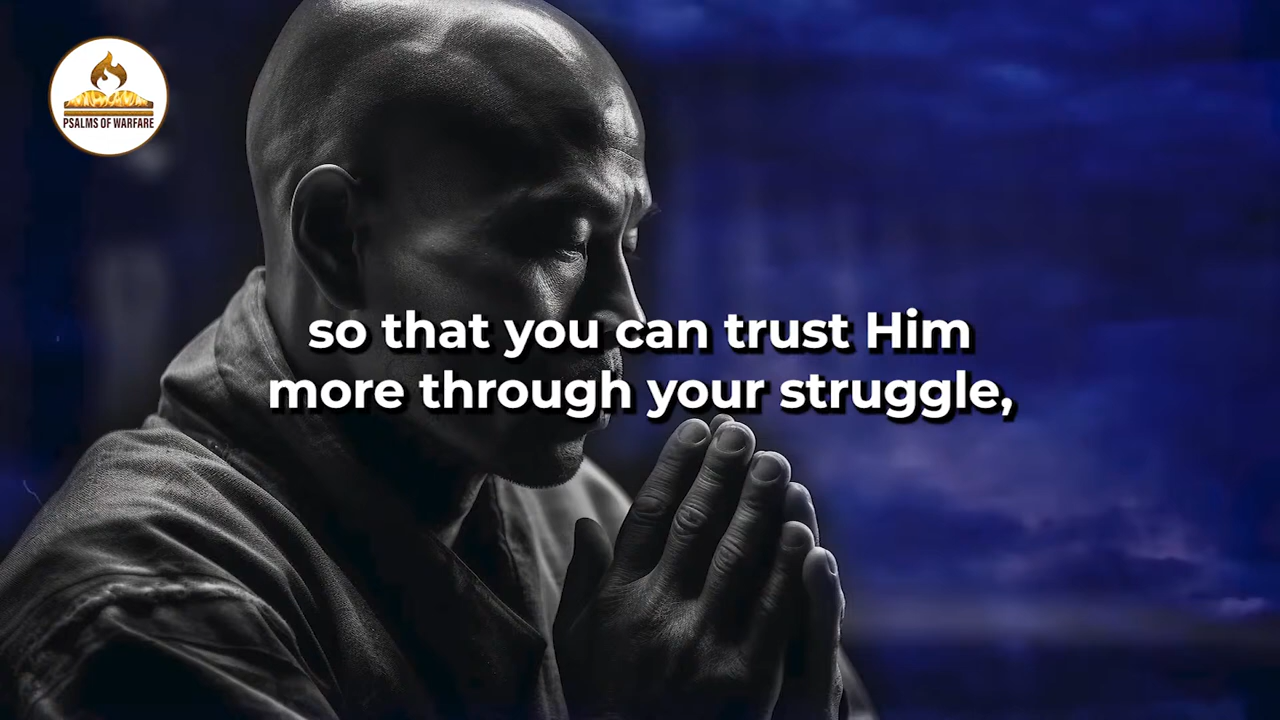 PSALMS OF WARFARE
so that you can trust Him
more through your struggle,